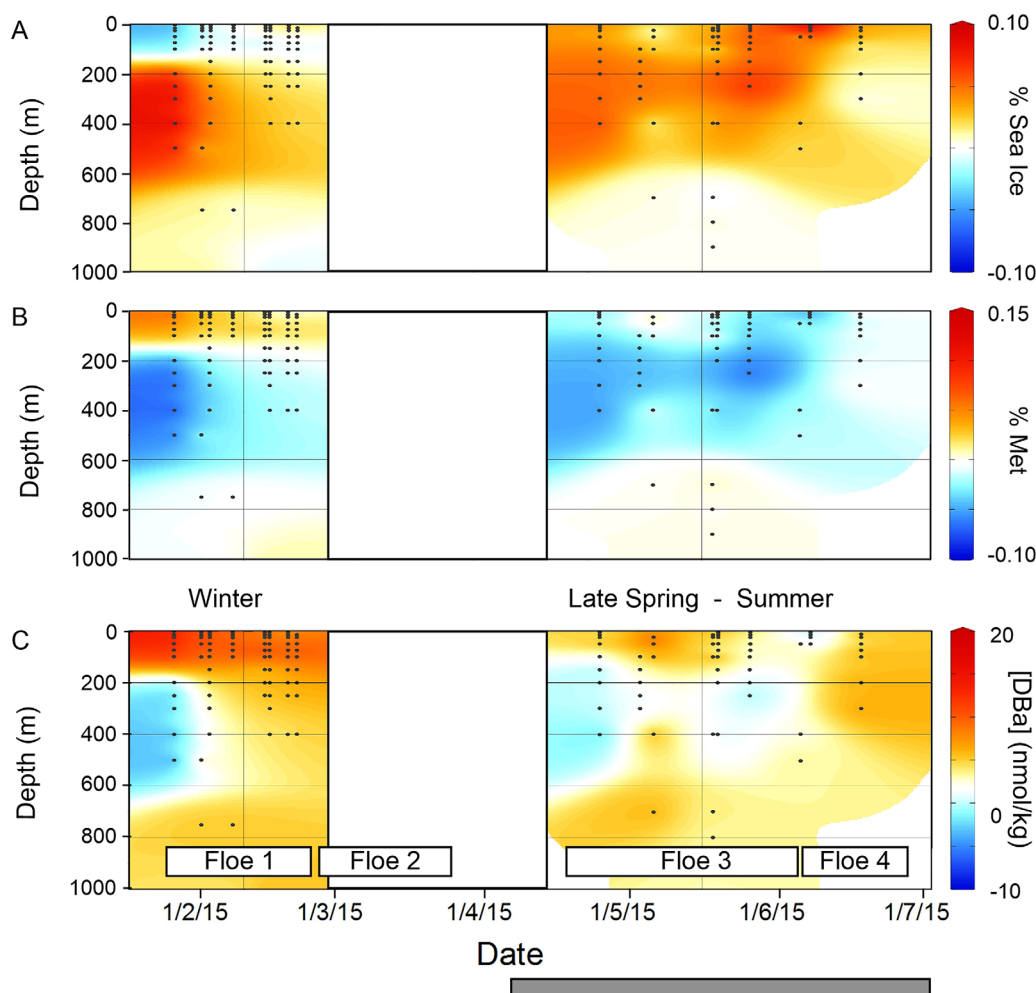 A
0
200
400
600
800
1000
Depth (m)
0.10
% Sea Ice
-0.10
B
0
200
400
600
800
1000
Depth (m)
0.15
% Met
-0.10
Winter
Late Spring - Summer
C
0
200
400
600
800
1000
Depth (m)
20
[DBa] (nmol/kg)
0
-10
Floe 1
Floe 2
Floe 3
Floe 4
1/2/15
1/3/15
1/4/15
1/5/15
1/6/15
1/7/15
Date